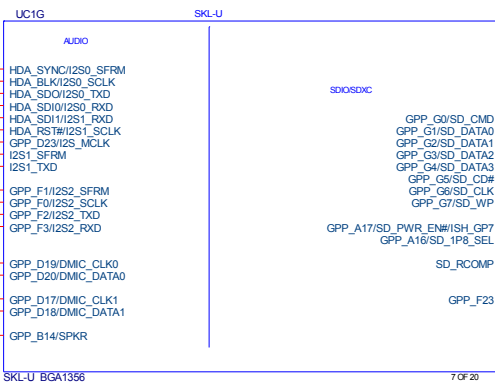 UC1G
SKL-U
AUDIO
HDA_SYNC/I2S0_SFRM
HDA_BLK/I2S0_SCLK
HDA_SDO/I2S0_TXD
HDA_SDI0/I2S0_RXD
HDA_SDI1/I2S1_RXD
HDA_RST#/I2S1_SCLK
GPP_D23/I2S_MCLK
I2S1_SFRM
I2S1_TXD
GPP_F1/I2S2_SFRM
GPP_F0/I2S2_SCLK
GPP_F2/I2S2_TXD
GPP_F3/I2S2_RXD
GPP_D19/DMIC_CLK0
GPP_D20/DMIC_DATA0
GPP_D17/DMIC_CLK1
GPP_D18/DMIC_DATA1
GPP_B14/SPKR
SDIO/SDXC
GPP_G0/SD_CMD
GPP_G1/SD_DATA0
GPP_G2/SD_DATA1
GPP_G3/SD_DATA2
GPP_G4/SD_DATA3
GPP_G5/SD_CD#
GPP_G6/SD_CLK
GPP_G7/SD_WP
GPP_A17/SD_PWR_EN#/ISH_GP7
GPP_A16/SD_1P8_SEL
SD_RCOMP
GPP_F23
SKL-U_BGA1356
7 OF 20